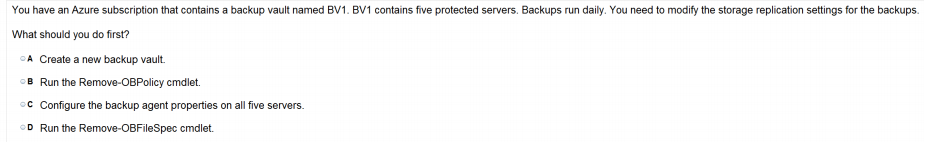 You have an Azure subscription that contains a backup vault named BV1. BV1 contains five protected servers. Backups run daily. You need to modify the storage replication settings for the backups.
What should you do first?
A Create a new backup vault.
B Run the Remove-OBPolicy cmdlet.
C Configure the backup agent properties on all five servers.
D Run the Remove-OBFileSpec cmdlet.